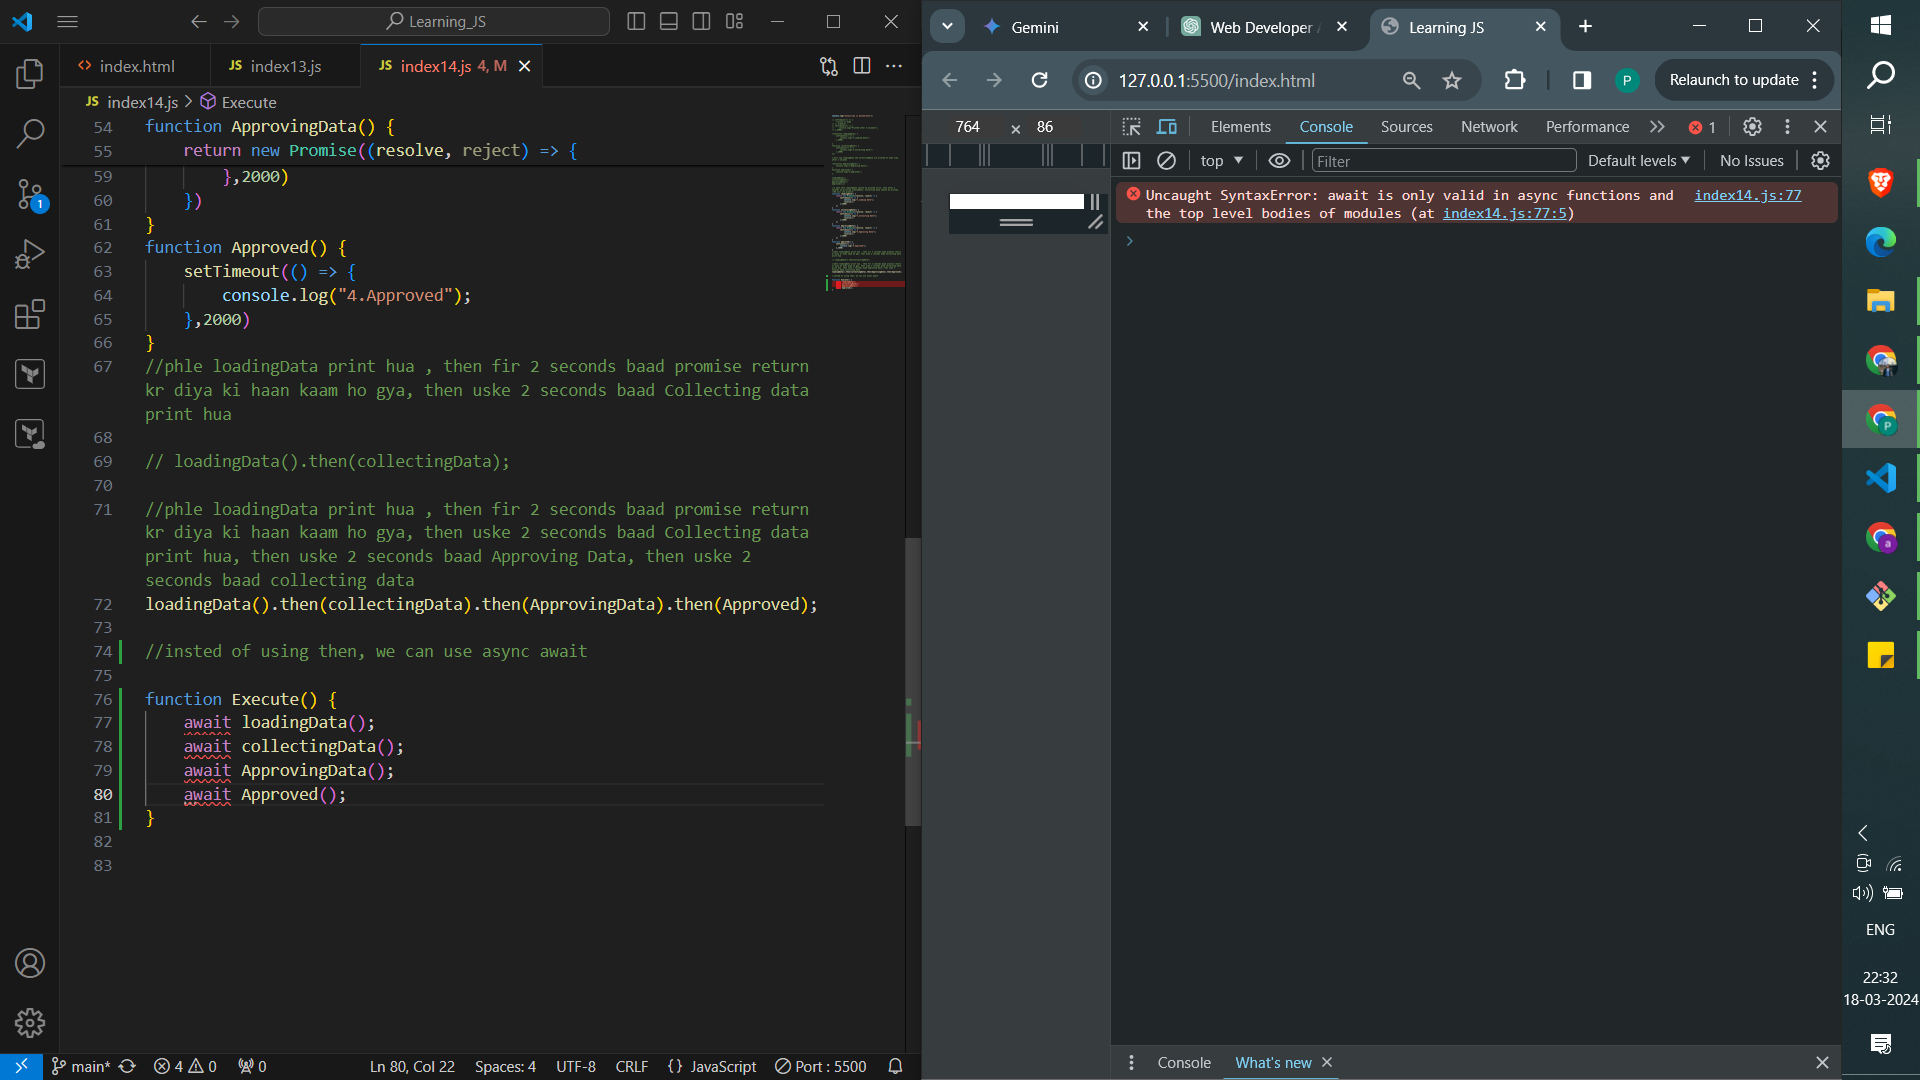 Learning_JS
index.html
JS index13.js
JS index14.js 4, M
JS index14.js > Execute
54 function ApprovingData() {
55 return new Promise((resolve, reject) => {
59 },2000)
60 })
61 }
62 function Approved() {
63 setTimeout(() => {
64 console.log("4.Approved");
65 },2000)
66 }
67 //phle loadingData print hua , then fir 2 seconds baad promise return
kr diya ki haan kaam ho gya, then uske 2 seconds baad Collecting data
print hua
68
69 // loadingData().then(collectingData);
70
71 //phle loadingData print hua , then fir 2 seconds baad promise return
kr diya ki haan kaam ho gya, then uske 2 seconds baad Collecting data
print hua, then uske 2 seconds baad Approving Data, then uske 2
seconds baad collecting data
72 loadingData().then(collectingData).then(ApprovingData).then(Approved);
73
74 //insted of using then, we can use async await
75
76 function Execute() {
77 await loadingData();
78 await collectingData();
79 await ApprovingData();
80 await Approved();
81 }
82
83
1
main* 4 0 0 Ln 80, Col 22 Spaces: 4 UTF-8 CRLF {} JavaScript Port : 5500
Gemini
Web Developer
Learning JS
127.0.0.1:5500/index.html
P
Relaunch to update
764 × 86
Elements Console Sources Network Performance 1
top Filter Default levels No Issues
Uncaught SyntaxError: await is only valid in async functions and index14.js:77
the top level bodies of modules (at index14.js:77:5)
Console What's new
P
a
ENG
22:32
18-03-2024